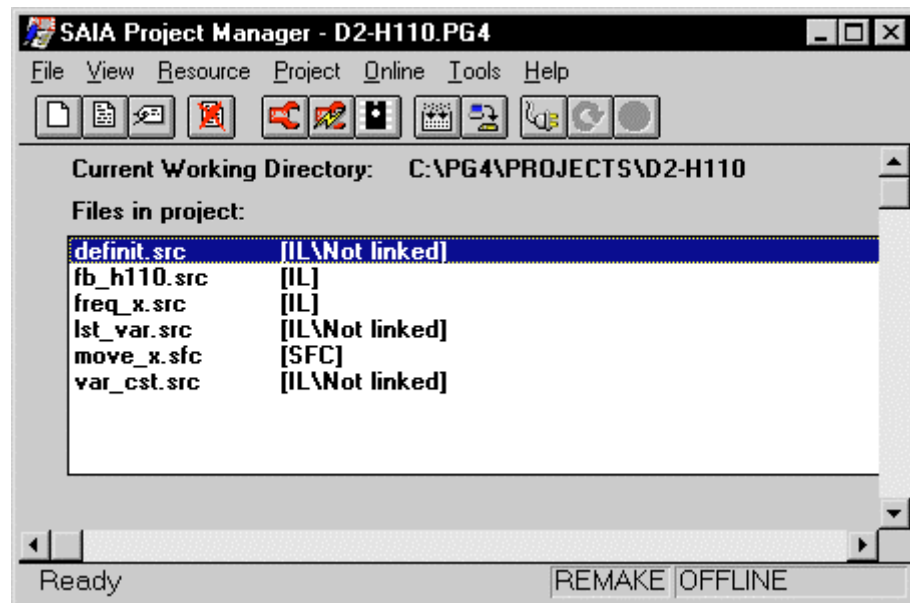 SAIA Project Manager - D2-H110.PG4
File View Resource Project Online Tools Help
Current Working Directory: C:\PG4\PROJECTS\D2-H110
Files in project:
definit.src [IL\Not linked]
fb_h110.src [IL]
freq_x.src [IL]
lst_var.src [IL\Not linked]
move_x.sfc [SFC]
var_cst.src [IL\Not linked]
Ready REMAKE OFFLINE